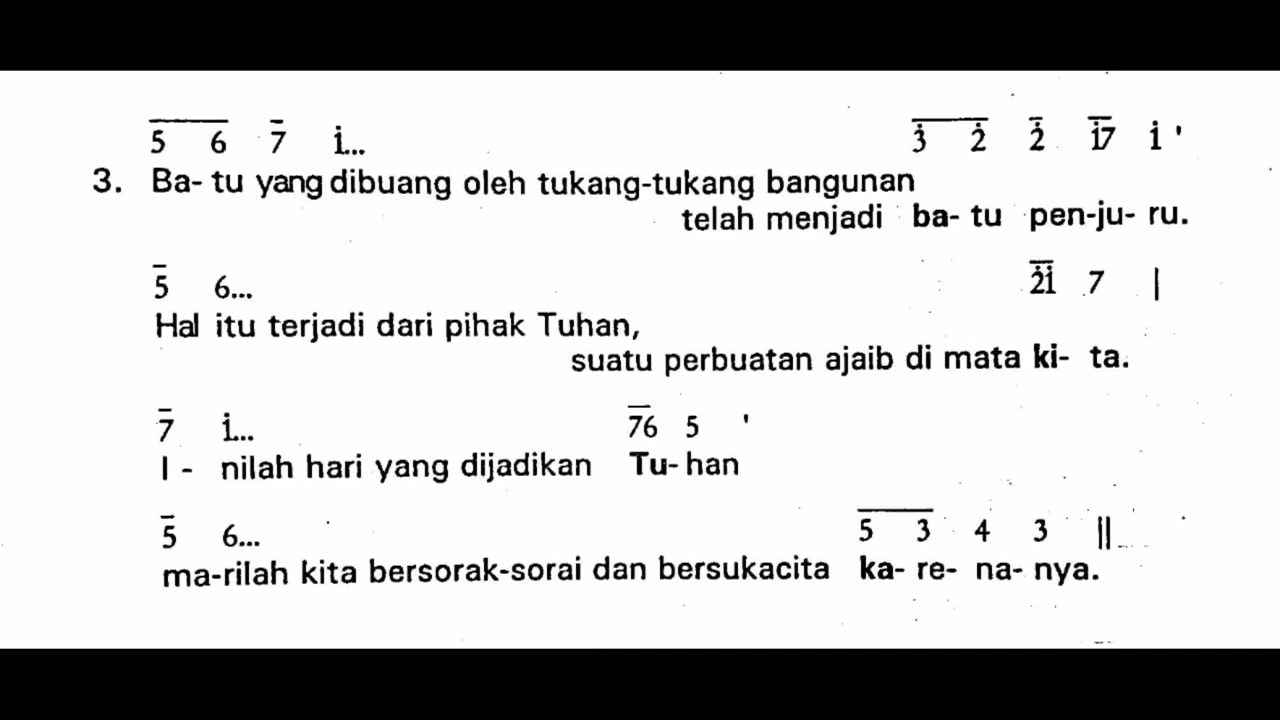 5 6 7 i...                3 2 2 i7 i '
3. Ba- tu yang dibuang oleh tukang-tukang bangunan
telah menjadi ba- tu pen-ju- ru.
5 6...                2i 7 |
Hal itu terjadi dari pihak Tuhan,
suatu perbuatan ajaib di mata ki- ta.
7 i...                76 5 '
I - nilah hari yang dijadikan Tu- han
5 6...                5 3 4 3 ||
ma-rilah kita bersorak-sorai dan bersukacita ka- re- na- nya.